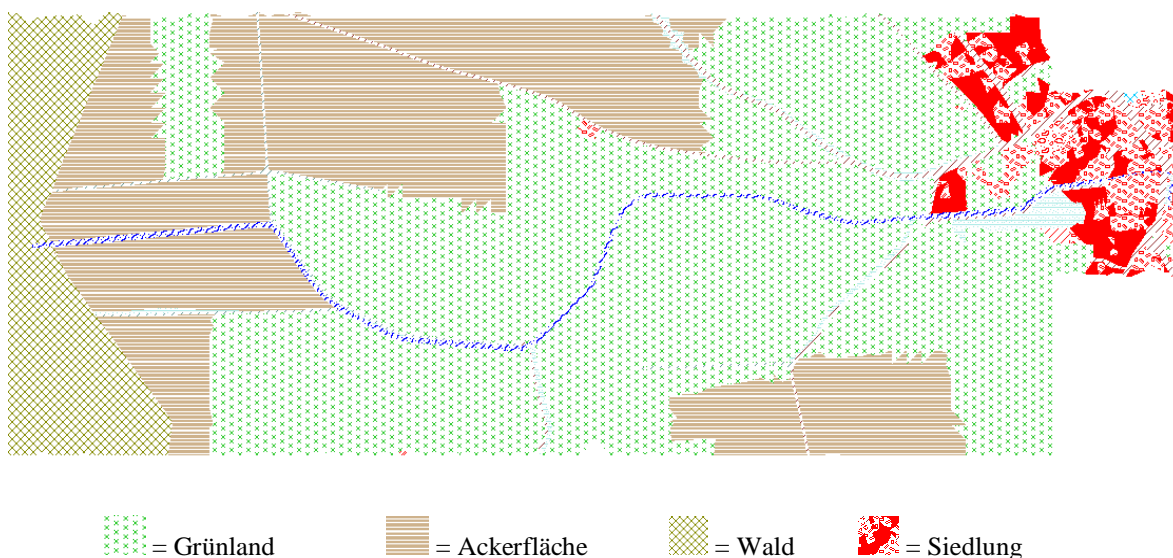 = Grünland = Ackerfläche = Wald = Siedlung